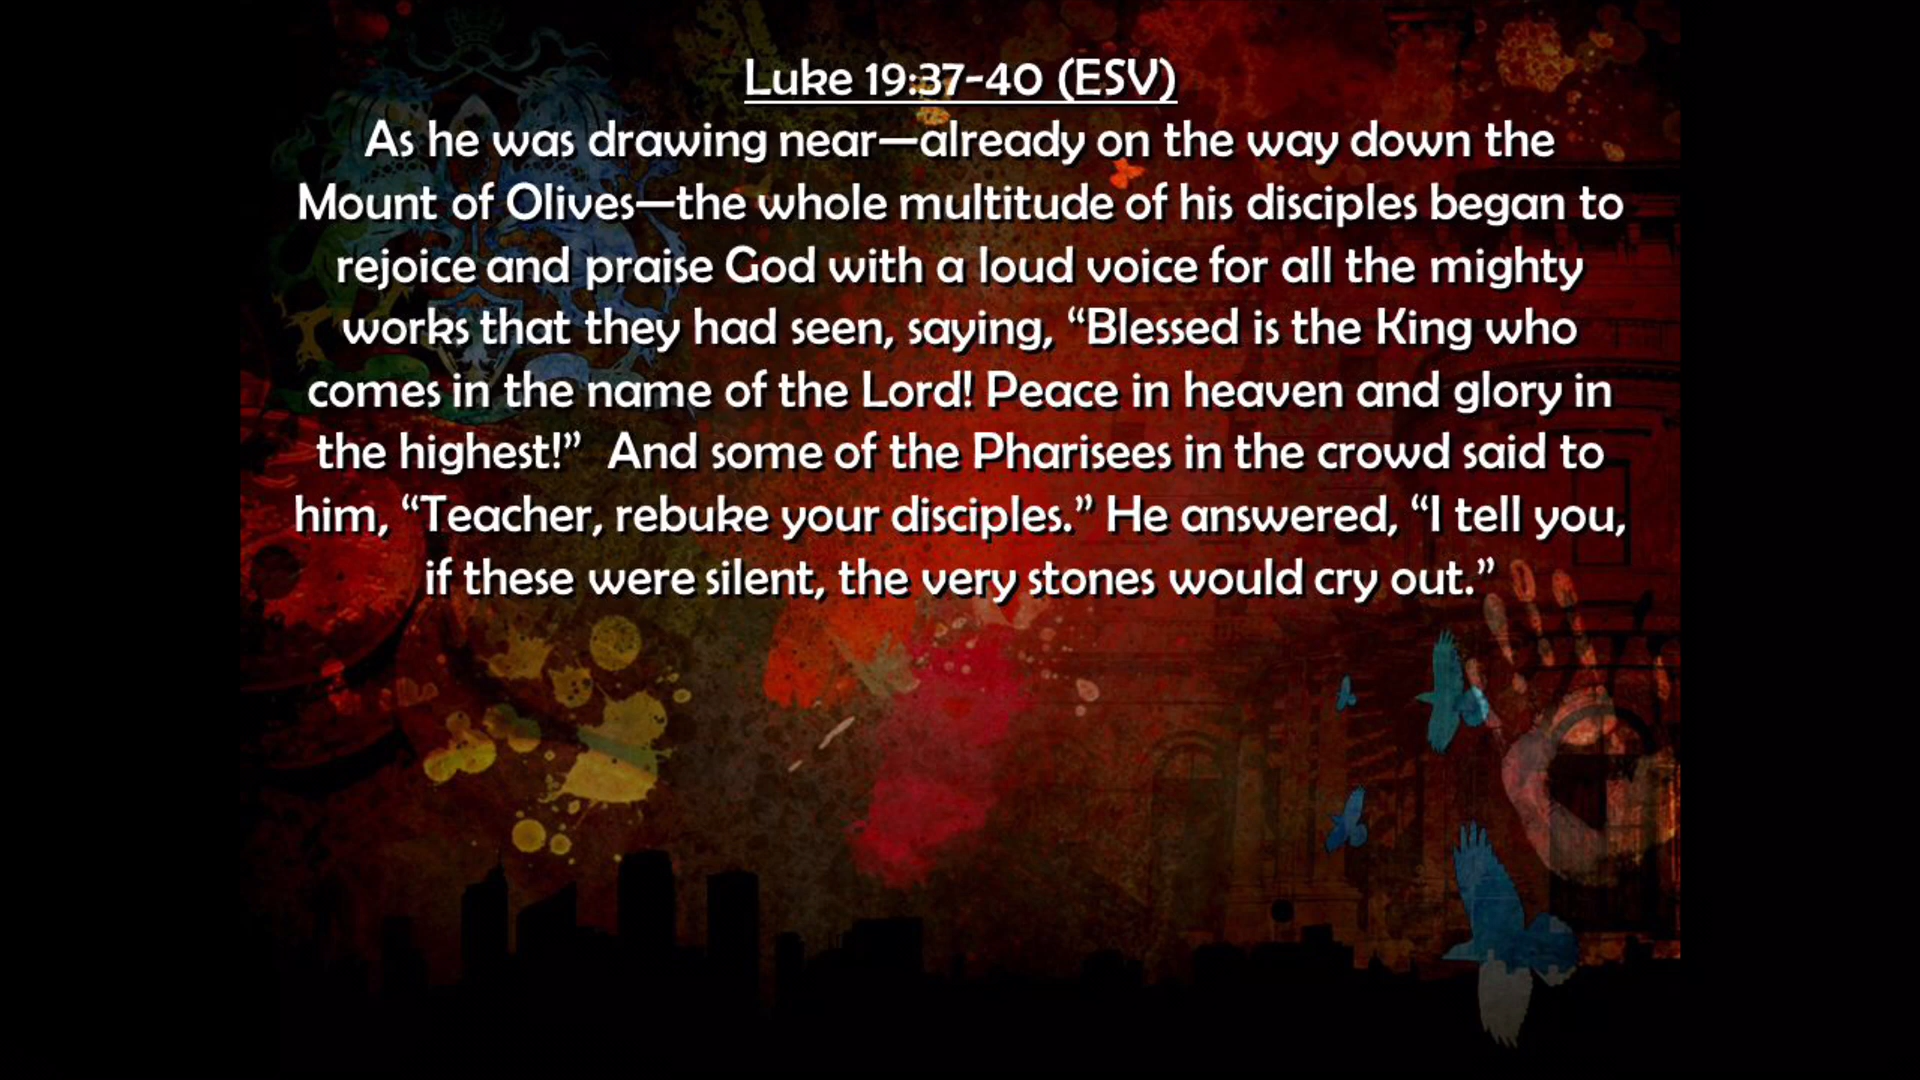 Luke 19:37-40 (ESV)
As he was drawing near—already on the way down the
Mount of Olives—the whole multitude of his disciples began to
rejoice and praise God with a loud voice for all the mighty
works that they had seen, saying, “Blessed is the King who
comes in the name of the Lord! Peace in heaven and glory in
the highest!”  And some of the Pharisees in the crowd said to
him, “Teacher, rebuke your disciples.” He answered, “I tell you,
if these were silent, the very stones would cry out.”